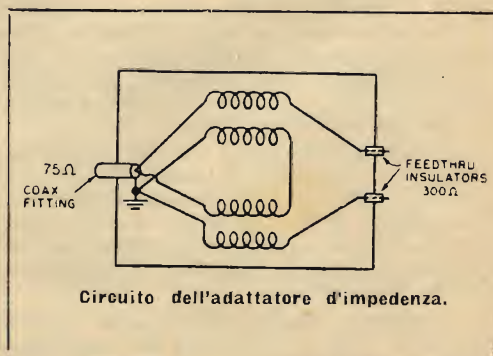 75Ω
COAX
FITTING
FEEDTHRU
INSULATORS
300Ω
Circuito dell'adattatore d'impedenza.